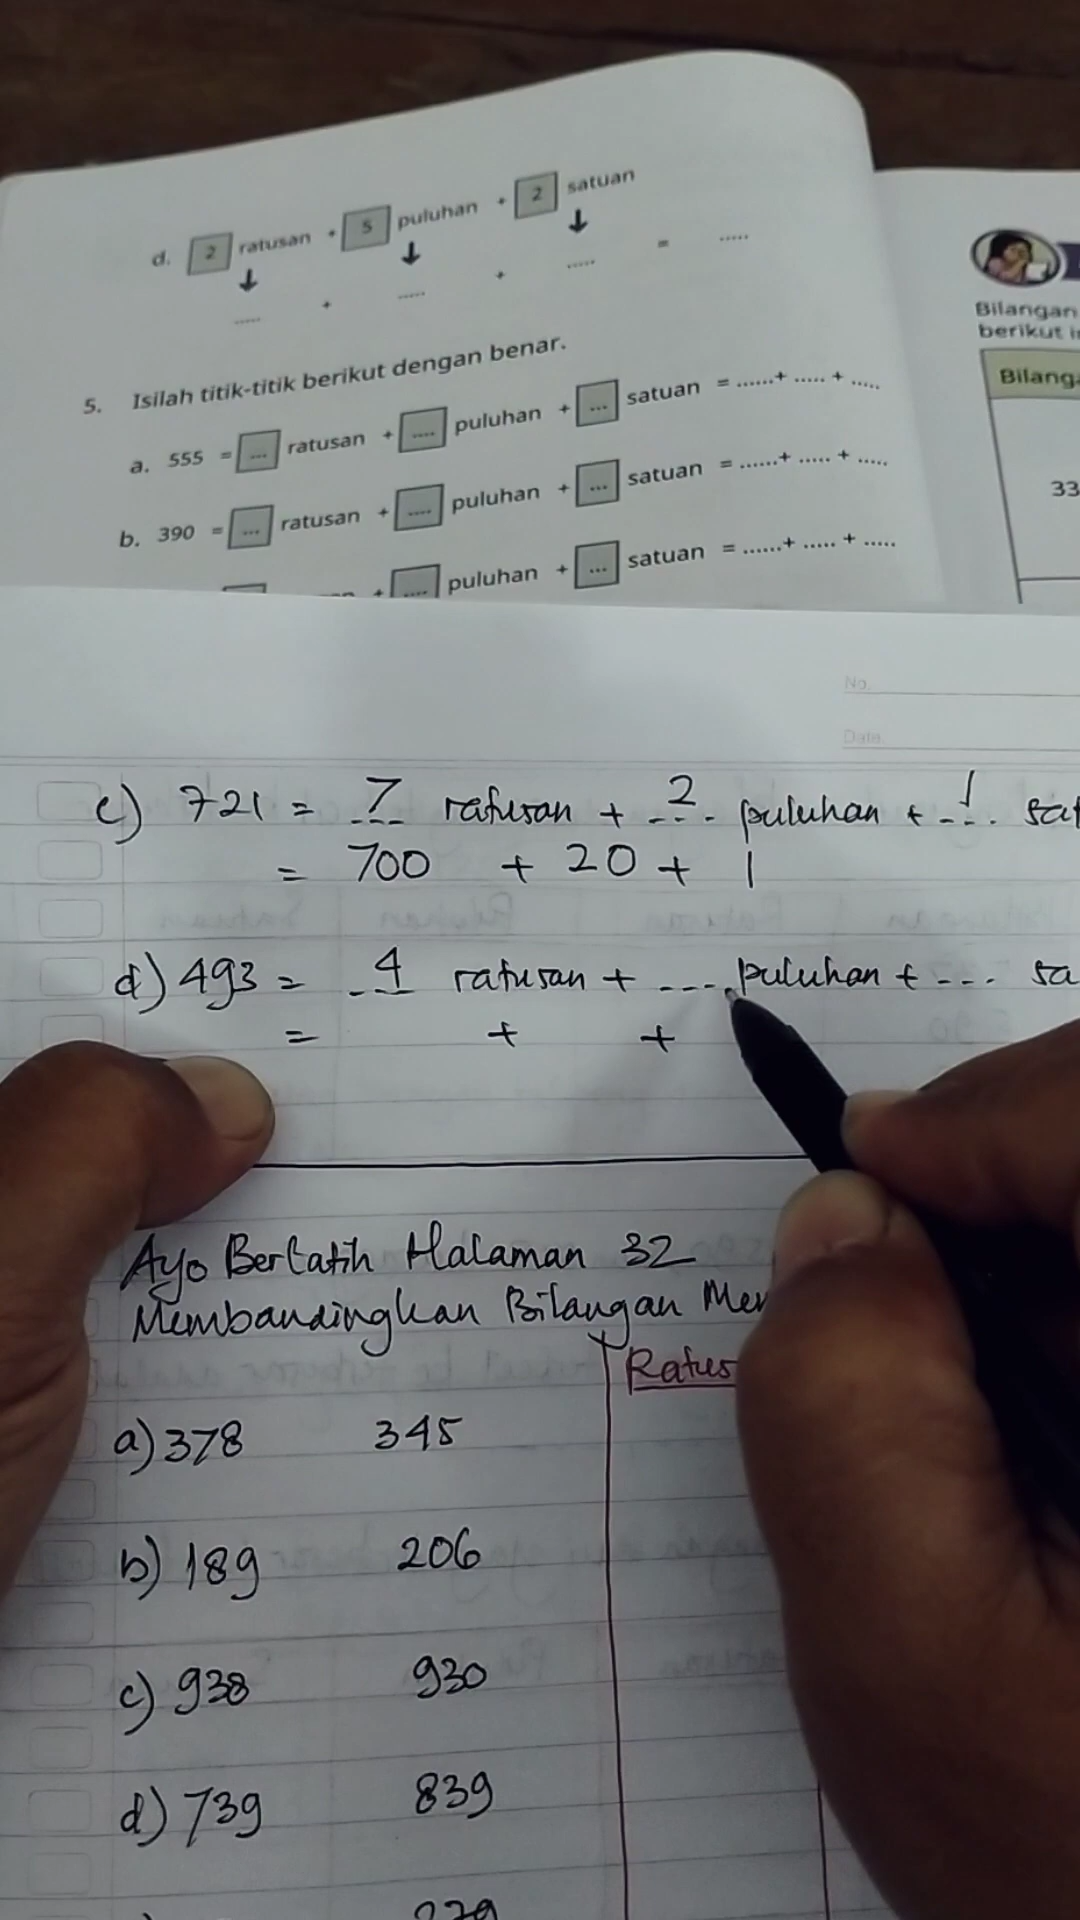 d. 2 ratusan + 5 puluhan + 2 satuan
..... + ..... + ..... = .....
5. Isilah titik-titik berikut dengan benar.
a. 555 = ... ratusan + .... puluhan + ... satuan = ......+ ..... + .....
b. 390 = ... ratusan + .... puluhan + ... satuan = ......+ ..... + .....
+ .... puluhan + ... satuan = ......+ ..... + .....
Bilangan
berikut
Bilang
33
No.
Date
c) 721 = 7 ratusan + 2 puluhan + 1 sat
= 700 + 20 + 1
d) 493 = 4 ratusan + .... puluhan + ... sa
= + +
Ayo Berlatih Halaman 32
Membandingkan Bilangan Men
Ratus
a) 378 345
b) 189 206
c) 938 930
d) 739 839
279